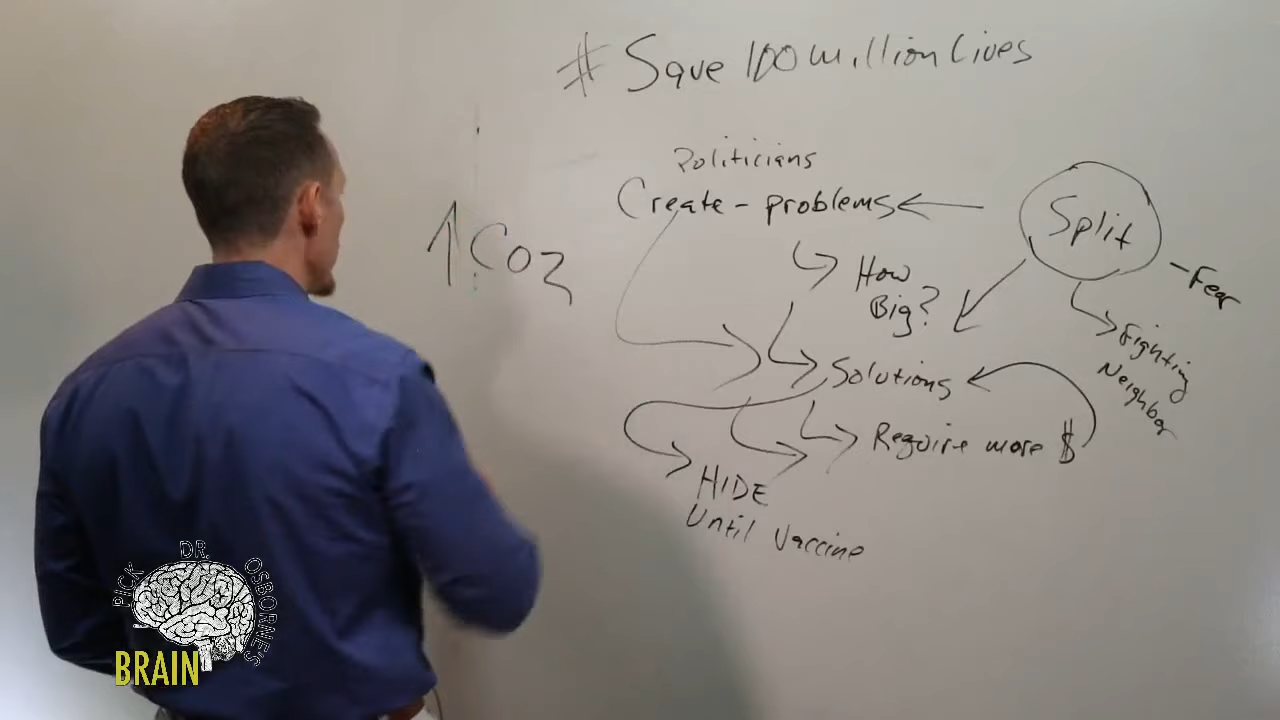 # Save 100 million Lives
Politicians
Create - problems
Split
- Fear
↑ CO2
How
Big?
Fighting
Neighbor
Solutions
Require more $
HIDE
Until Vaccine
PICK DR. OSBORNE'S
BRAIN